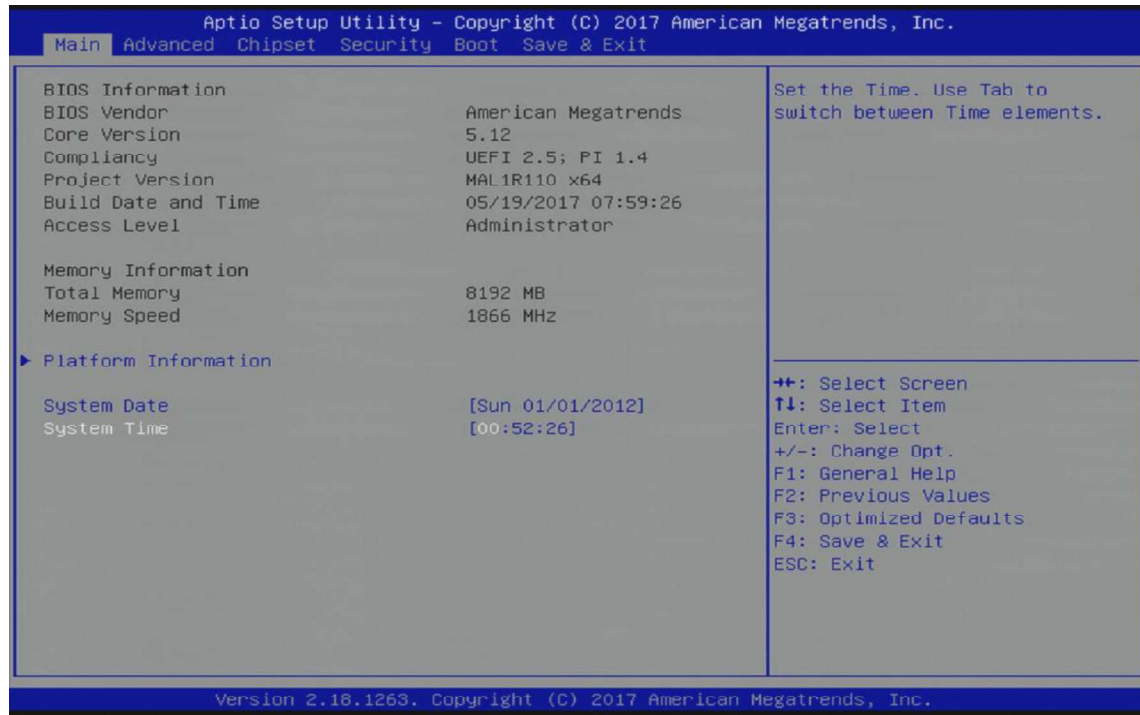 Aptio Setup Utility – Copyright (C) 2017 American Megatrends, Inc.
Main Advanced Chipset Security Boot Save & Exit
BIOS Information
BIOS Vendor American Megatrends
Core Version 5.12
Compliancy UEFI 2.5; PI 1.4
Project Version MAL1R110 x64
Build Date and Time 05/19/2017 07:59:26
Access Level Administrator
Memory Information
Total Memory 8192 MB
Memory Speed 1866 MHz
► Platform Information
System Date [Sun 01/01/2012]
System Time [00:52:26]
Set the Time. Use Tab to
switch between Time elements.
→←: Select Screen
↑↓: Select Item
Enter: Select
+/-: Change Opt.
F1: General Help
F2: Previous Values
F3: Optimized Defaults
F4: Save & Exit
ESC: Exit
Version 2.18.1263. Copyright (C) 2017 American Megatrends, Inc.